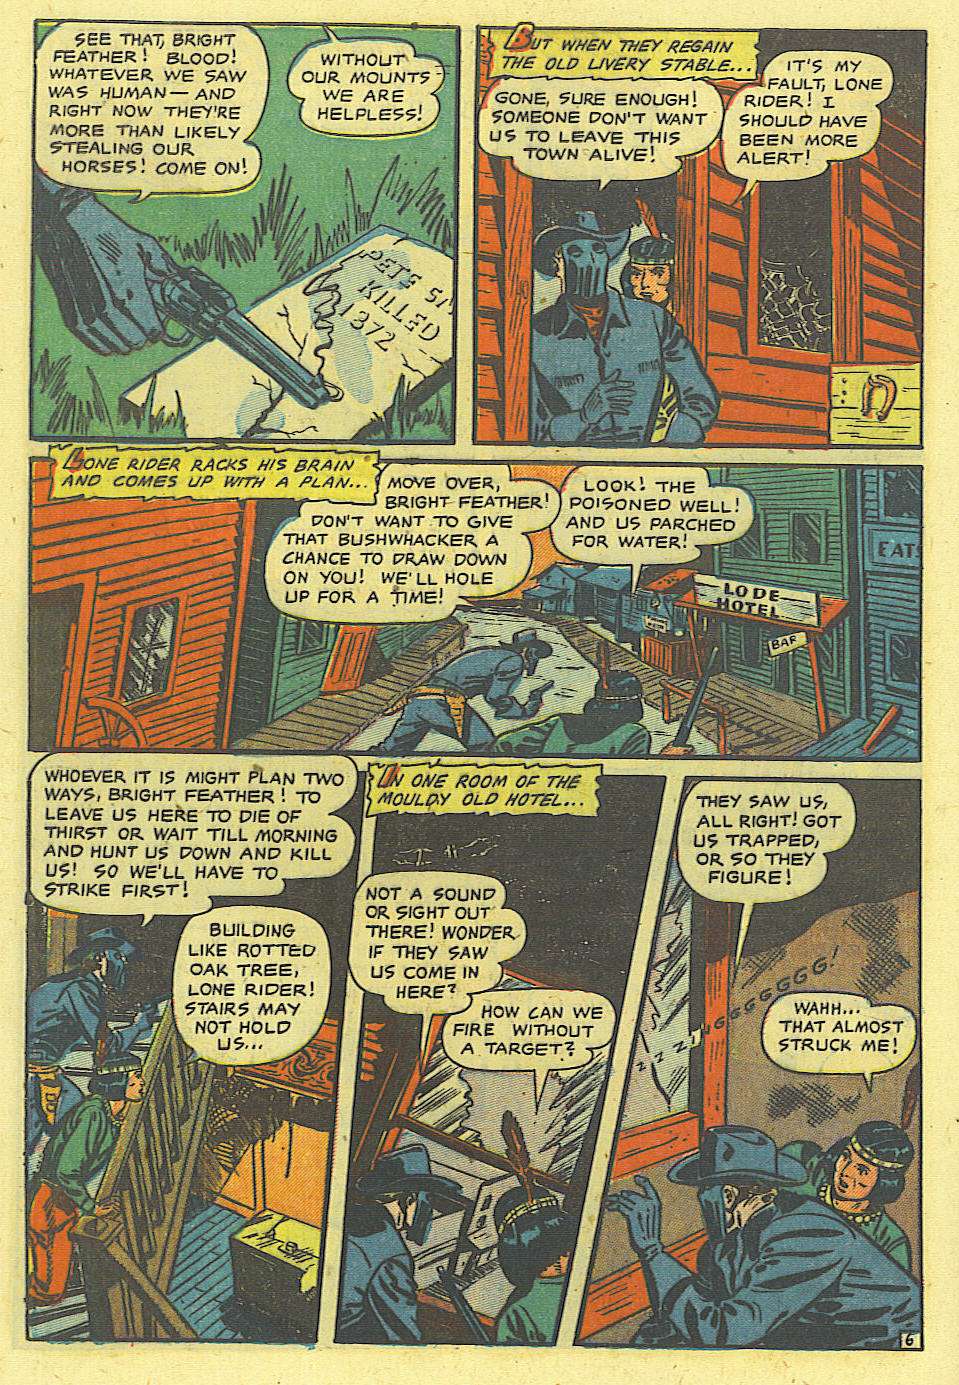 SEE THAT, BRIGHT
FEATHER! BLOOD!
WHATEVER WE SAW
WAS HUMAN — AND
RIGHT NOW THEY'RE
MORE THAN LIKELY
STEALING OUR
HORSES! COME ON!
WITHOUT
OUR MOUNTS
WE ARE
HELPLESS!
PETE SM
KILLED
1372
BUT WHEN THEY REGAIN
THE OLD LIVERY STABLE...
GONE, SURE ENOUGH!
SOMEONE DON'T WANT
US TO LEAVE THIS
TOWN ALIVE!
IT'S MY
FAULT, LONE
RIDER! I
SHOULD HAVE
BEEN MORE
ALERT!
LONE RIDER RACKS HIS BRAIN
AND COMES UP WITH A PLAN...
MOVE OVER,
BRIGHT FEATHER!
DON'T WANT TO GIVE
THAT BUSHWHACKER A
CHANCE TO DRAW DOWN
ON YOU! WE'LL HOLE
UP FOR A TIME!
LOOK! THE
POISONED WELL!
AND US PARCHED
FOR WATER!
LODE
HOTEL
BAR
EATS
WHOEVER IT IS MIGHT PLAN TWO
WAYS, BRIGHT FEATHER! TO
LEAVE US HERE TO DIE OF
THIRST OR WAIT TILL MORNING
AND HUNT US DOWN AND KILL
US! SO WE'LL HAVE TO
STRIKE FIRST!
BUILDING
LIKE ROTTED
OAK TREE,
LONE RIDER!
STAIRS MAY
NOT HOLD
US...
IN ONE ROOM OF THE
MOULDY OLD HOTEL...
NOT A SOUND
OR SIGHT OUT
THERE! WONDER
IF THEY SAW
US COME IN
HERE?
HOW CAN WE
FIRE WITHOUT
A TARGET?
THEY SAW US,
ALL RIGHT! GOT
US TRAPPED,
OR SO THEY
FIGURE!
ZZZZNGGGGGGG!
WAHH...
THAT ALMOST
STRUCK ME!
6